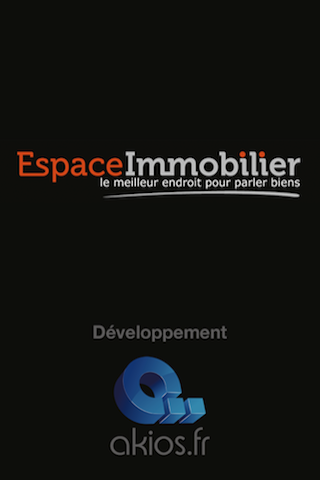 EspaceImmobilier
le meilleur endroit pour parler biens
Développement
akios.fr